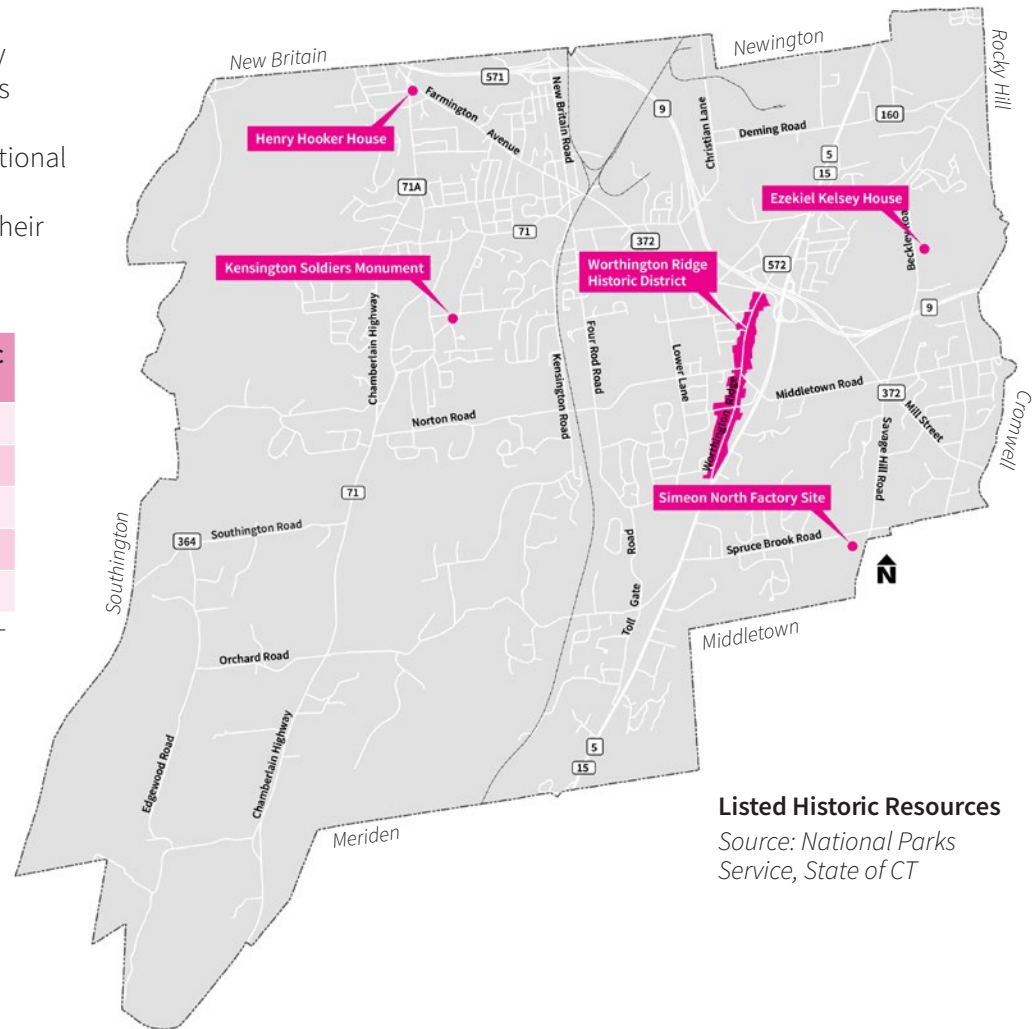 y
s
tional
heir
c
New Britain
Newington
Rocky Hill
571
Farmington Avenue
New Britain Road
9
Christian Lane
Deming Road
160
Henry Hooker House
5
15
71A
Ezekiel Kelsey House
71
372
Kensington Soldiers Monument
Worthington Ridge
Historic District
572
9
Chamberlain Highway
Four Rod Road
Kensington Road
Lower Lane
Worthington Ridge
Middletown Road
372
Mill Street
Savage Hill Road
Cromwell
Norton Road
71
Simeon North Factory Site
Southington
364
Southington Road
Spruce Brook Road
N
Toll Gate Road
Middletown
Orchard Road
Edgewood Road
Chamberlain Highway
5
15
Meriden
Listed Historic Resources
Source: National Parks
Service, State of CT